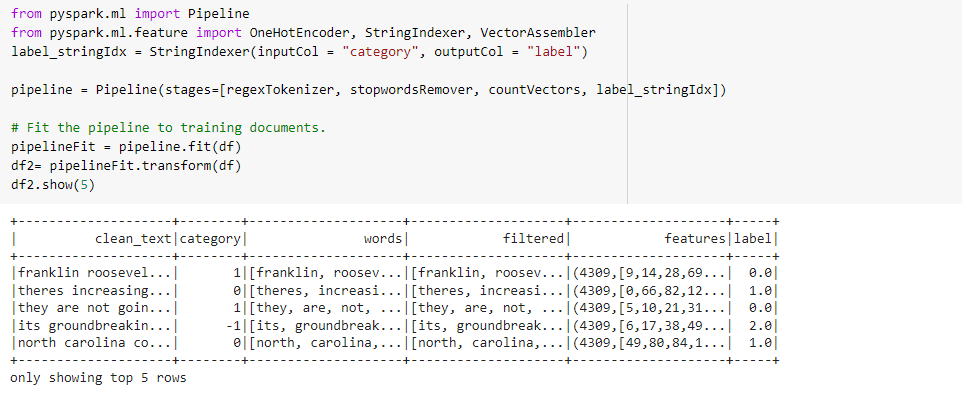 from pyspark.ml import Pipeline
from pyspark.ml.feature import OneHotEncoder, StringIndexer, VectorAssembler
label_stringIdx = StringIndexer(inputCol = "category", outputCol = "label")
pipeline = Pipeline(stages=[regexTokenizer, stopwordsRemover, countVectors, label_stringIdx])
# Fit the pipeline to training documents.
pipelineFit = pipeline.fit(df)
df2= pipelineFit.transform(df)
df2.show(5)
+--------------------+--------+--------------------+--------------------+--------------------+-----+
|          clean_text|category|               words|            filtered|            features|label|
+--------------------+--------+--------------------+--------------------+--------------------+-----+
|franklin roosevel...|       1|[franklin, roosev...|[franklin, roosev...|(4309,[9,14,28,69...|  0.0|
|theres increasing...|       0|[theres, increasi...|[theres, increasi...|(4309,[0,66,82,12...|  1.0|
|they are not goin...|       1|[they, are, not, ...|[they, are, not, ...|(4309,[5,10,21,31...|  0.0|
|its groundbreakin...|      -1|[its, groundbreak...|[its, groundbreak...|(4309,[6,17,38,49...|  2.0|
|north carolina co...|       0|[north, carolina,...|[north, carolina,...|(4309,[49,80,84,1...|  1.0|
+--------------------+--------+--------------------+--------------------+--------------------+-----+
only showing top 5 rows